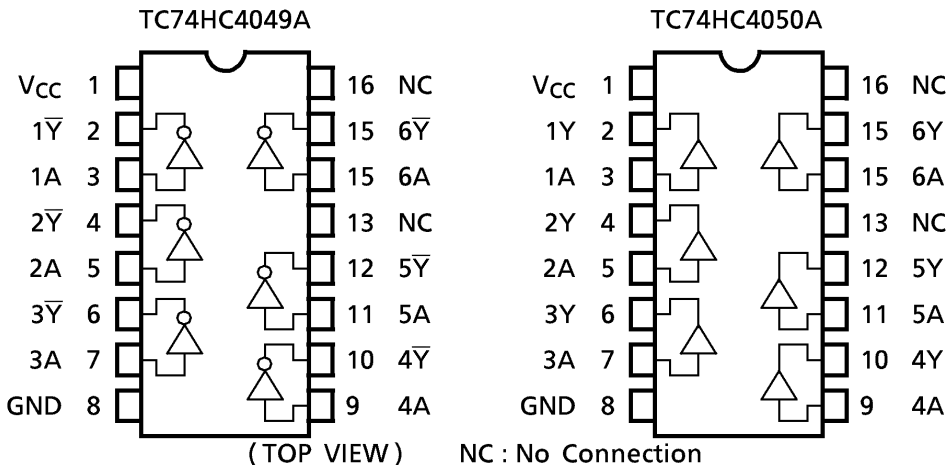 TC74HC4049A TC74HC4050A
VCC 1 16 NC VCC 1 16 NC
1Y̅ 2 15 6Y̅ 1Y 2 15 6Y
1A 3 15 6A 1A 3 15 6A
2Y̅ 4 13 NC 2Y 4 13 NC
2A 5 12 5Y̅ 2A 5 12 5Y
3Y̅ 6 11 5A 3Y 6 11 5A
3A 7 10 4Y̅ 3A 7 10 4Y
GND 8 9 4A GND 8 9 4A
(TOP VIEW) NC : No Connection